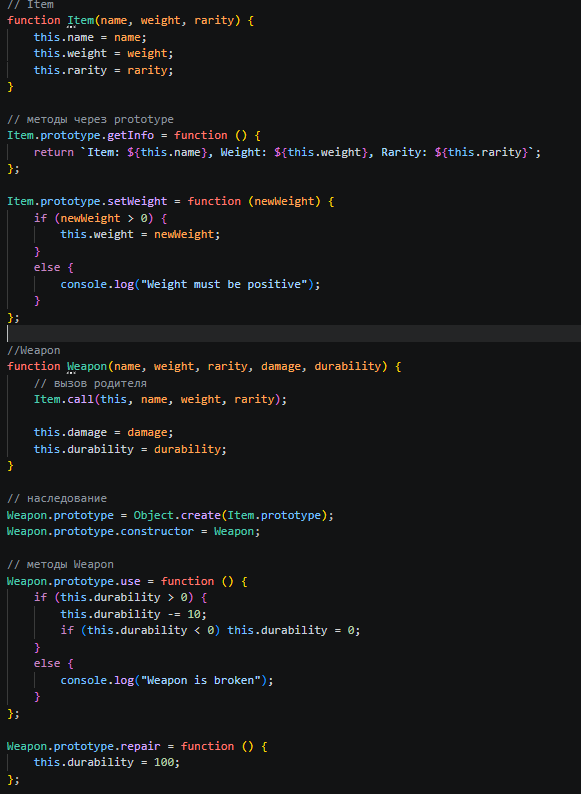 // Item
function Item(name, weight, rarity) {
    this.name = name;
    this.weight = weight;
    this.rarity = rarity;
}

// методы через prototype
Item.prototype.getInfo = function () {
    return `Item: ${this.name}, Weight: ${this.weight}, Rarity: ${this.rarity}`;
};

Item.prototype.setWeight = function (newWeight) {
    if (newWeight > 0) {
        this.weight = newWeight;
    }
    else {
        console.log("Weight must be positive");
    }
};

//Weapon
function Weapon(name, weight, rarity, damage, durability) {
    // вызов родителя
    Item.call(this, name, weight, rarity);

    this.damage = damage;
    this.durability = durability;
}

// наследование
Weapon.prototype = Object.create(Item.prototype);
Weapon.prototype.constructor = Weapon;

// методы Weapon
Weapon.prototype.use = function () {
    if (this.durability > 0) {
        this.durability -= 10;
        if (this.durability < 0) this.durability = 0;
    }
    else {
        console.log("Weapon is broken");
    }
};

Weapon.prototype.repair = function () {
    this.durability = 100;
};